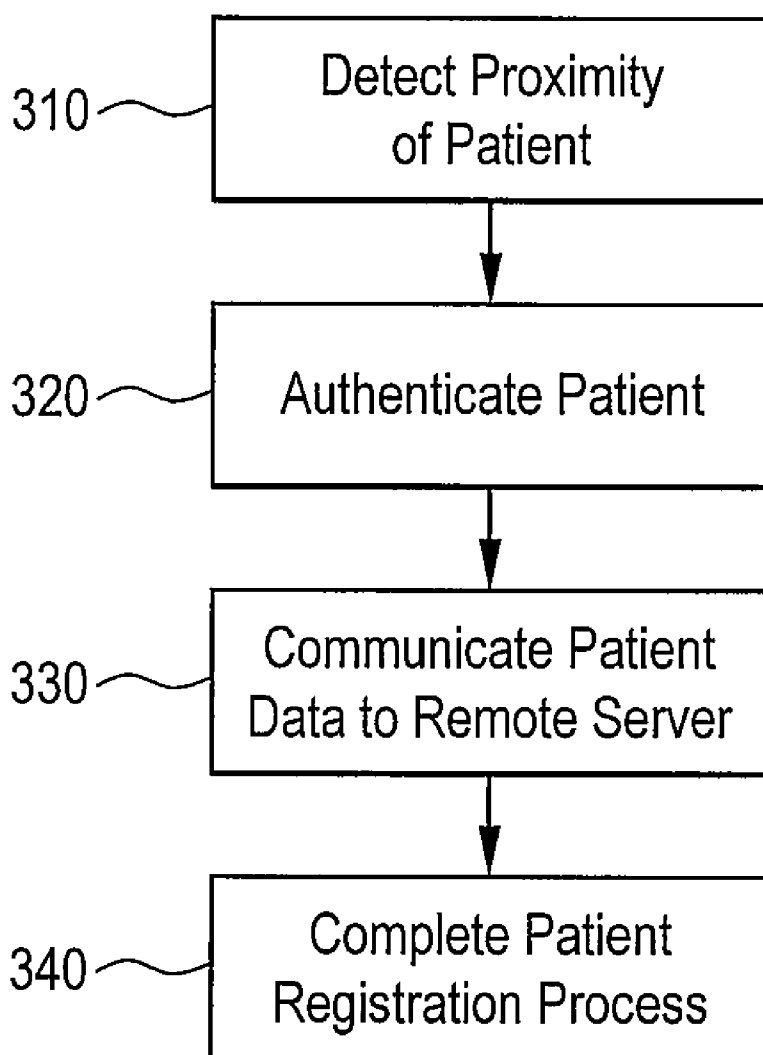 310
Detect Proximity
of Patient
320
Authenticate Patient
330
Communicate Patient
Data to Remote Server
340
Complete Patient
Registration Process